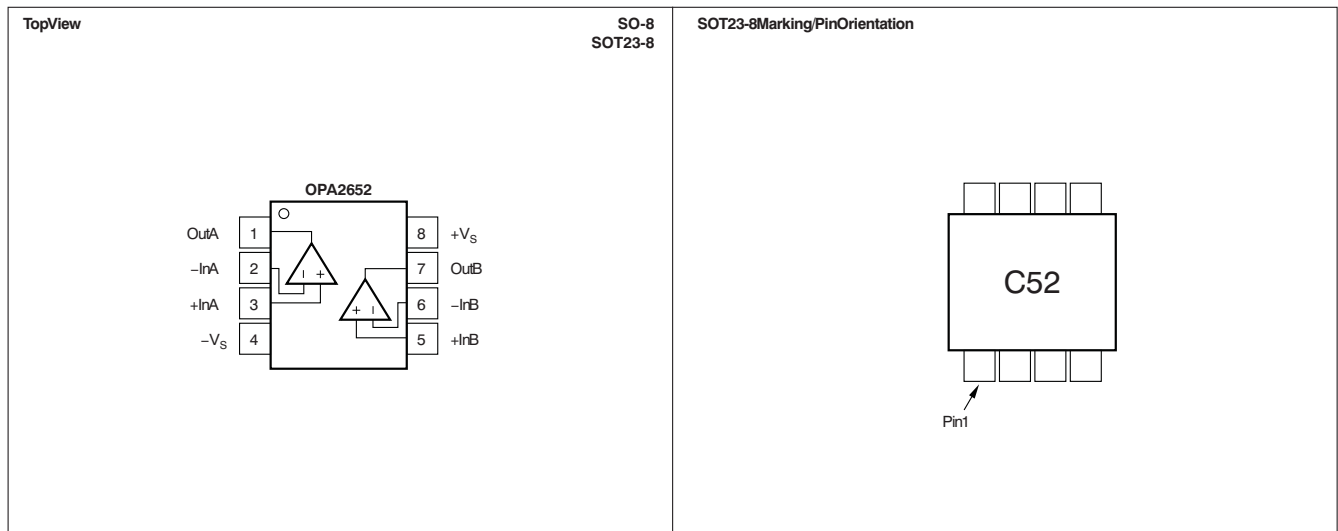 TopView
SO-8
SOT23-8
OPA2652
OutA 1 8 +VS
−InA 2 7 OutB
+InA 3 6 −InB
−VS 4 5 +InB
− +
+ −
SOT23-8Marking/PinOrientation
C52
Pin1